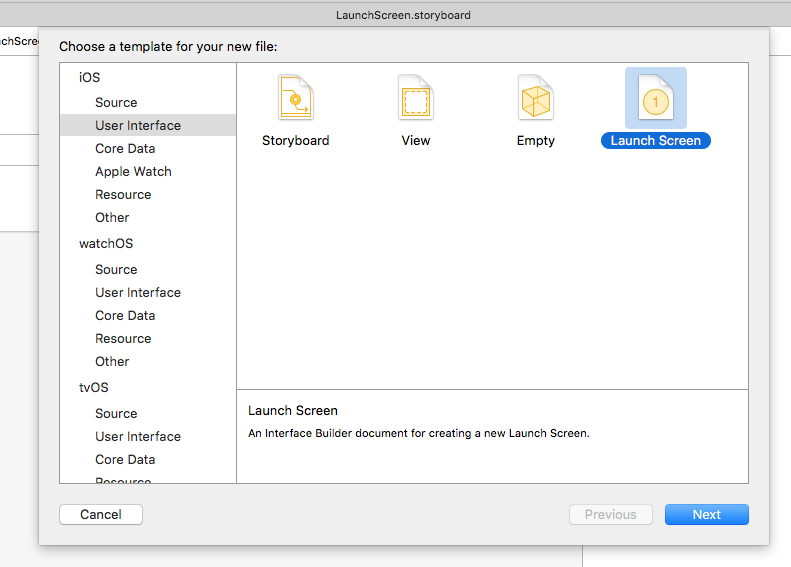 LaunchScreen.storyboard
Choose a template for your new file:
iOS
Source
User Interface
Core Data
Apple Watch
Resource
Other
watchOS
Source
User Interface
Core Data
Resource
Other
tvOS
Source
User Interface
Core Data
Resource
Storyboard
View
Empty
1
Launch Screen
Launch Screen
An Interface Builder document for creating a new Launch Screen.
Cancel
Previous
Next